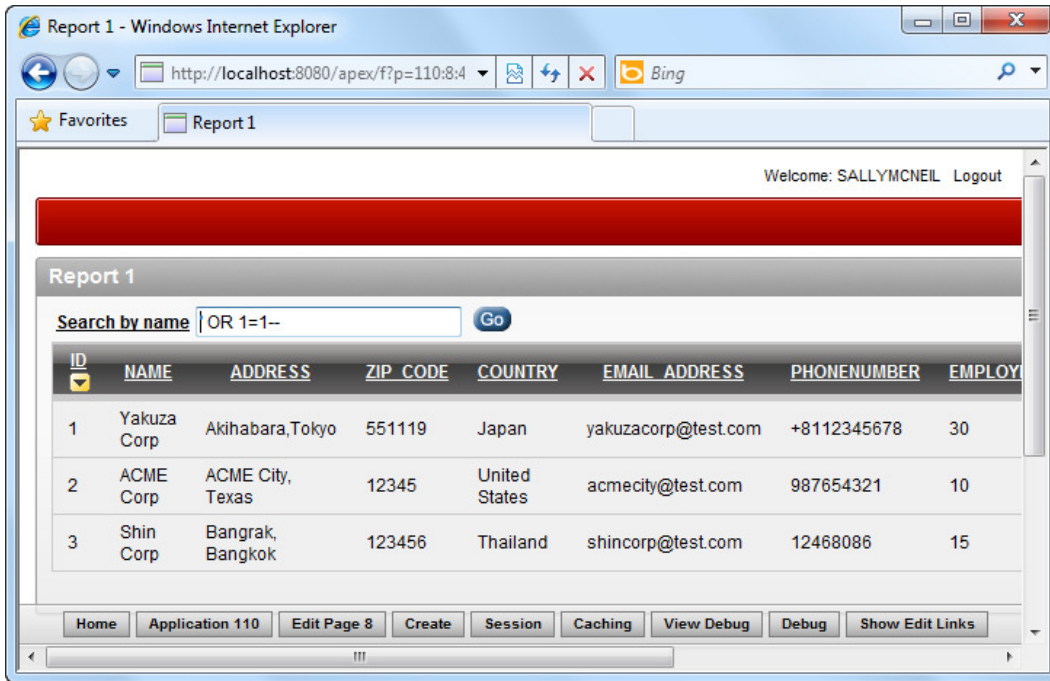 Report 1 - Windows Internet Explorer
http://localhost:8080/apex/f?p=110:8:4
Bing
Favorites
Report 1
Welcome: SALLYMCNEIL Logout
Report 1
Search by name ' OR 1=1-- Go
ID NAME ADDRESS ZIP_CODE COUNTRY EMAIL_ADDRESS PHONENUMBER EMPLOY
1 Yakuza Corp Akihabara,Tokyo 551119 Japan yakuzacorp@test.com +8112345678 30
2 ACME Corp ACME City, Texas 12345 United States acmecity@test.com 987654321 10
3 Shin Corp Bangrak, Bangkok 123456 Thailand shincorp@test.com 12468086 15
Home Application 110 Edit Page 8 Create Session Caching View Debug Debug Show Edit Links